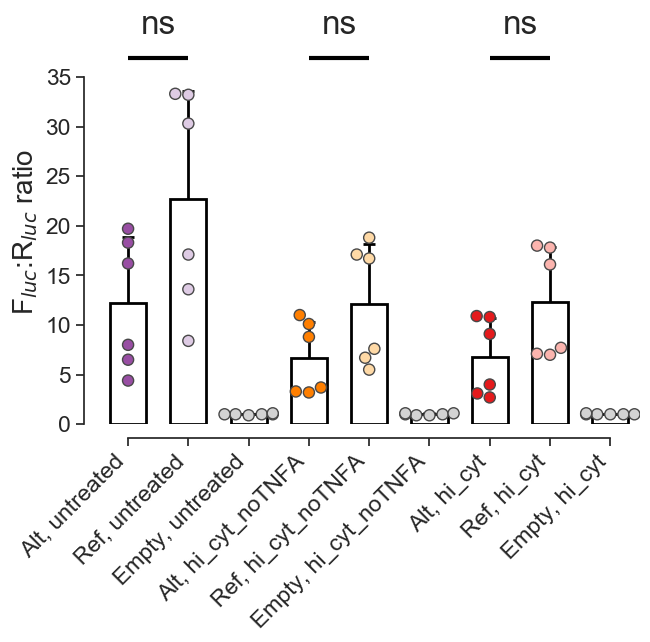 ns ns ns
35
30
25
20
15
10
5
0
Fluc:Rluc ratio
Alt, untreated
Ref, untreated
Empty, untreated
Alt, hi_cyt_noTNFA
Ref, hi_cyt_noTNFA
Empty, hi_cyt_noTNFA
Alt, hi_cyt
Ref, hi_cyt
Empty, hi_cyt